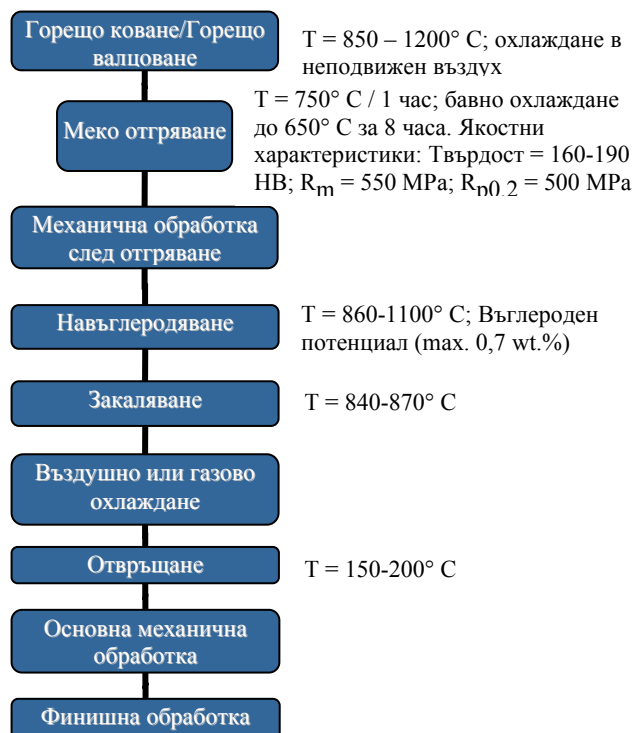 Горещо коване/Горещо
валцоване
T = 850 – 1200° C; охлаждане в
неподвижен въздух
Меко отгряване
T = 750° C / 1 час; бавно охлаждане
до 650° C за 8 часа. Якостни
характеристики: Твърдост = 160-190
HB; Rm = 550 MPa; Rp0.2 = 500 MPa
Механична обработка
след отгряване
Навъглеродяване
T = 860-1100° C; Въглероден
потенциал (max. 0,7 wt.%)
Закаляване
T = 840-870° C
Въздушно или газово
охлаждане
Отвръщане
T = 150-200° C
Основна механична
обработка
Финишна обработка